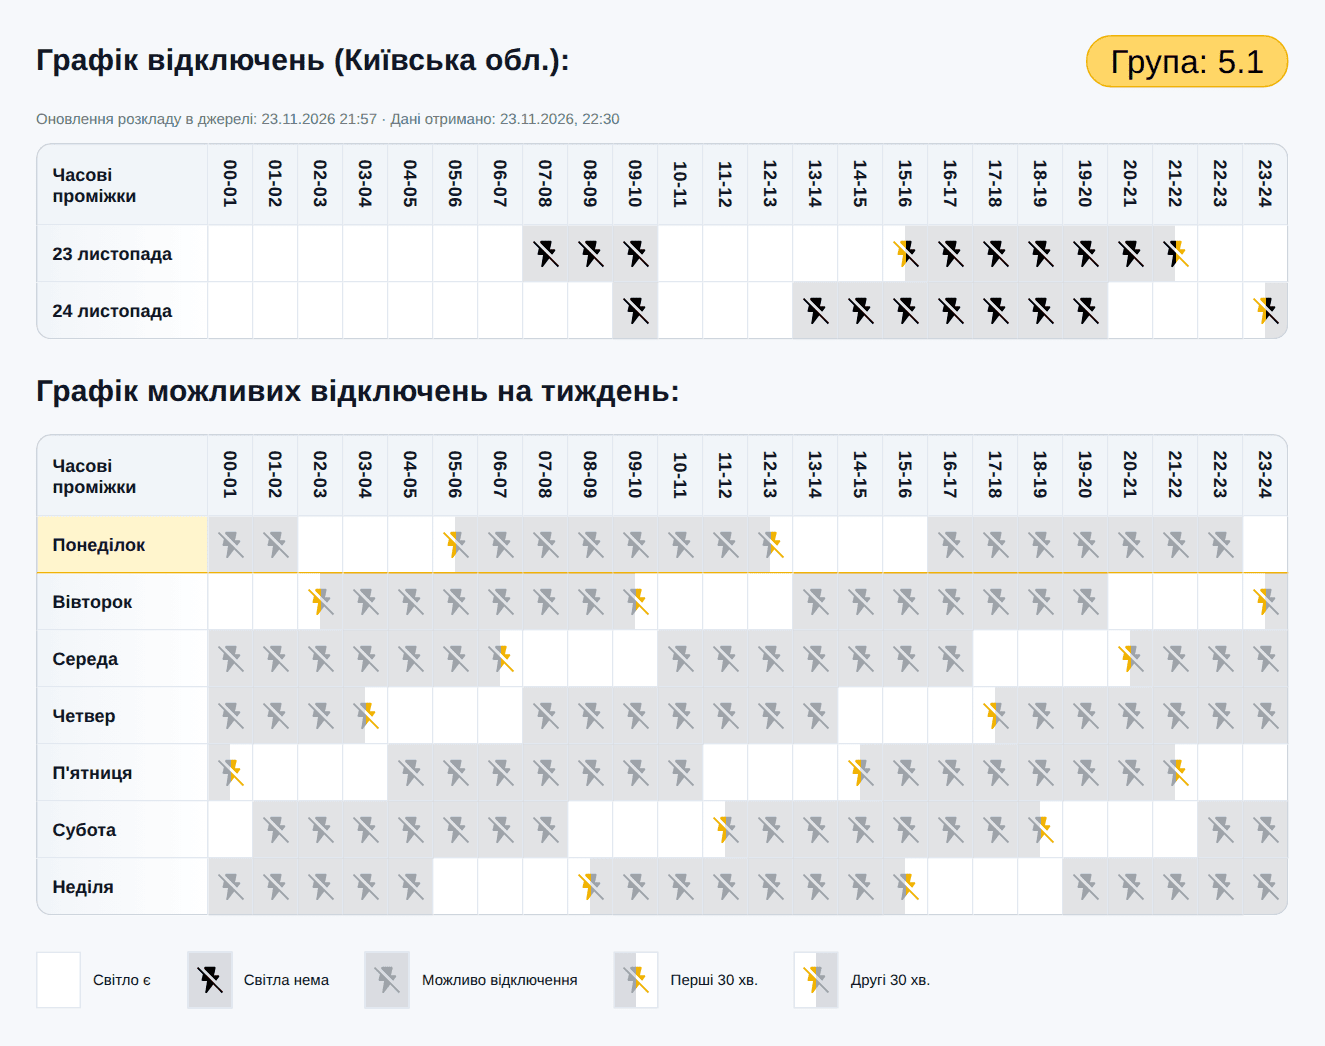 Графік відключень (Київська обл.):
Група: 5.1
Оновлення розкладу в джерелі: 23.11.2026 21:57 · Дані отримано: 23.11.2026, 22:30
Часові проміжки 00-01 01-02 02-03 03-04 04-05 05-06 06-07 07-08 08-09 09-10 10-11 11-12 12-13 13-14 14-15 15-16 16-17 17-18 18-19 19-20 20-21 21-22 22-23 23-24
23 листопада
24 листопада
Графік можливих відключень на тиждень:
Часові проміжки 00-01 01-02 02-03 03-04 04-05 05-06 06-07 07-08 08-09 09-10 10-11 11-12 12-13 13-14 14-15 15-16 16-17 17-18 18-19 19-20 20-21 21-22 22-23 23-24
Понеділок
Вівторок
Середа
Четвер
П'ятниця
Субота
Неділя
Світло є Світла нема Можливо відключення Перші 30 хв. Другі 30 хв.